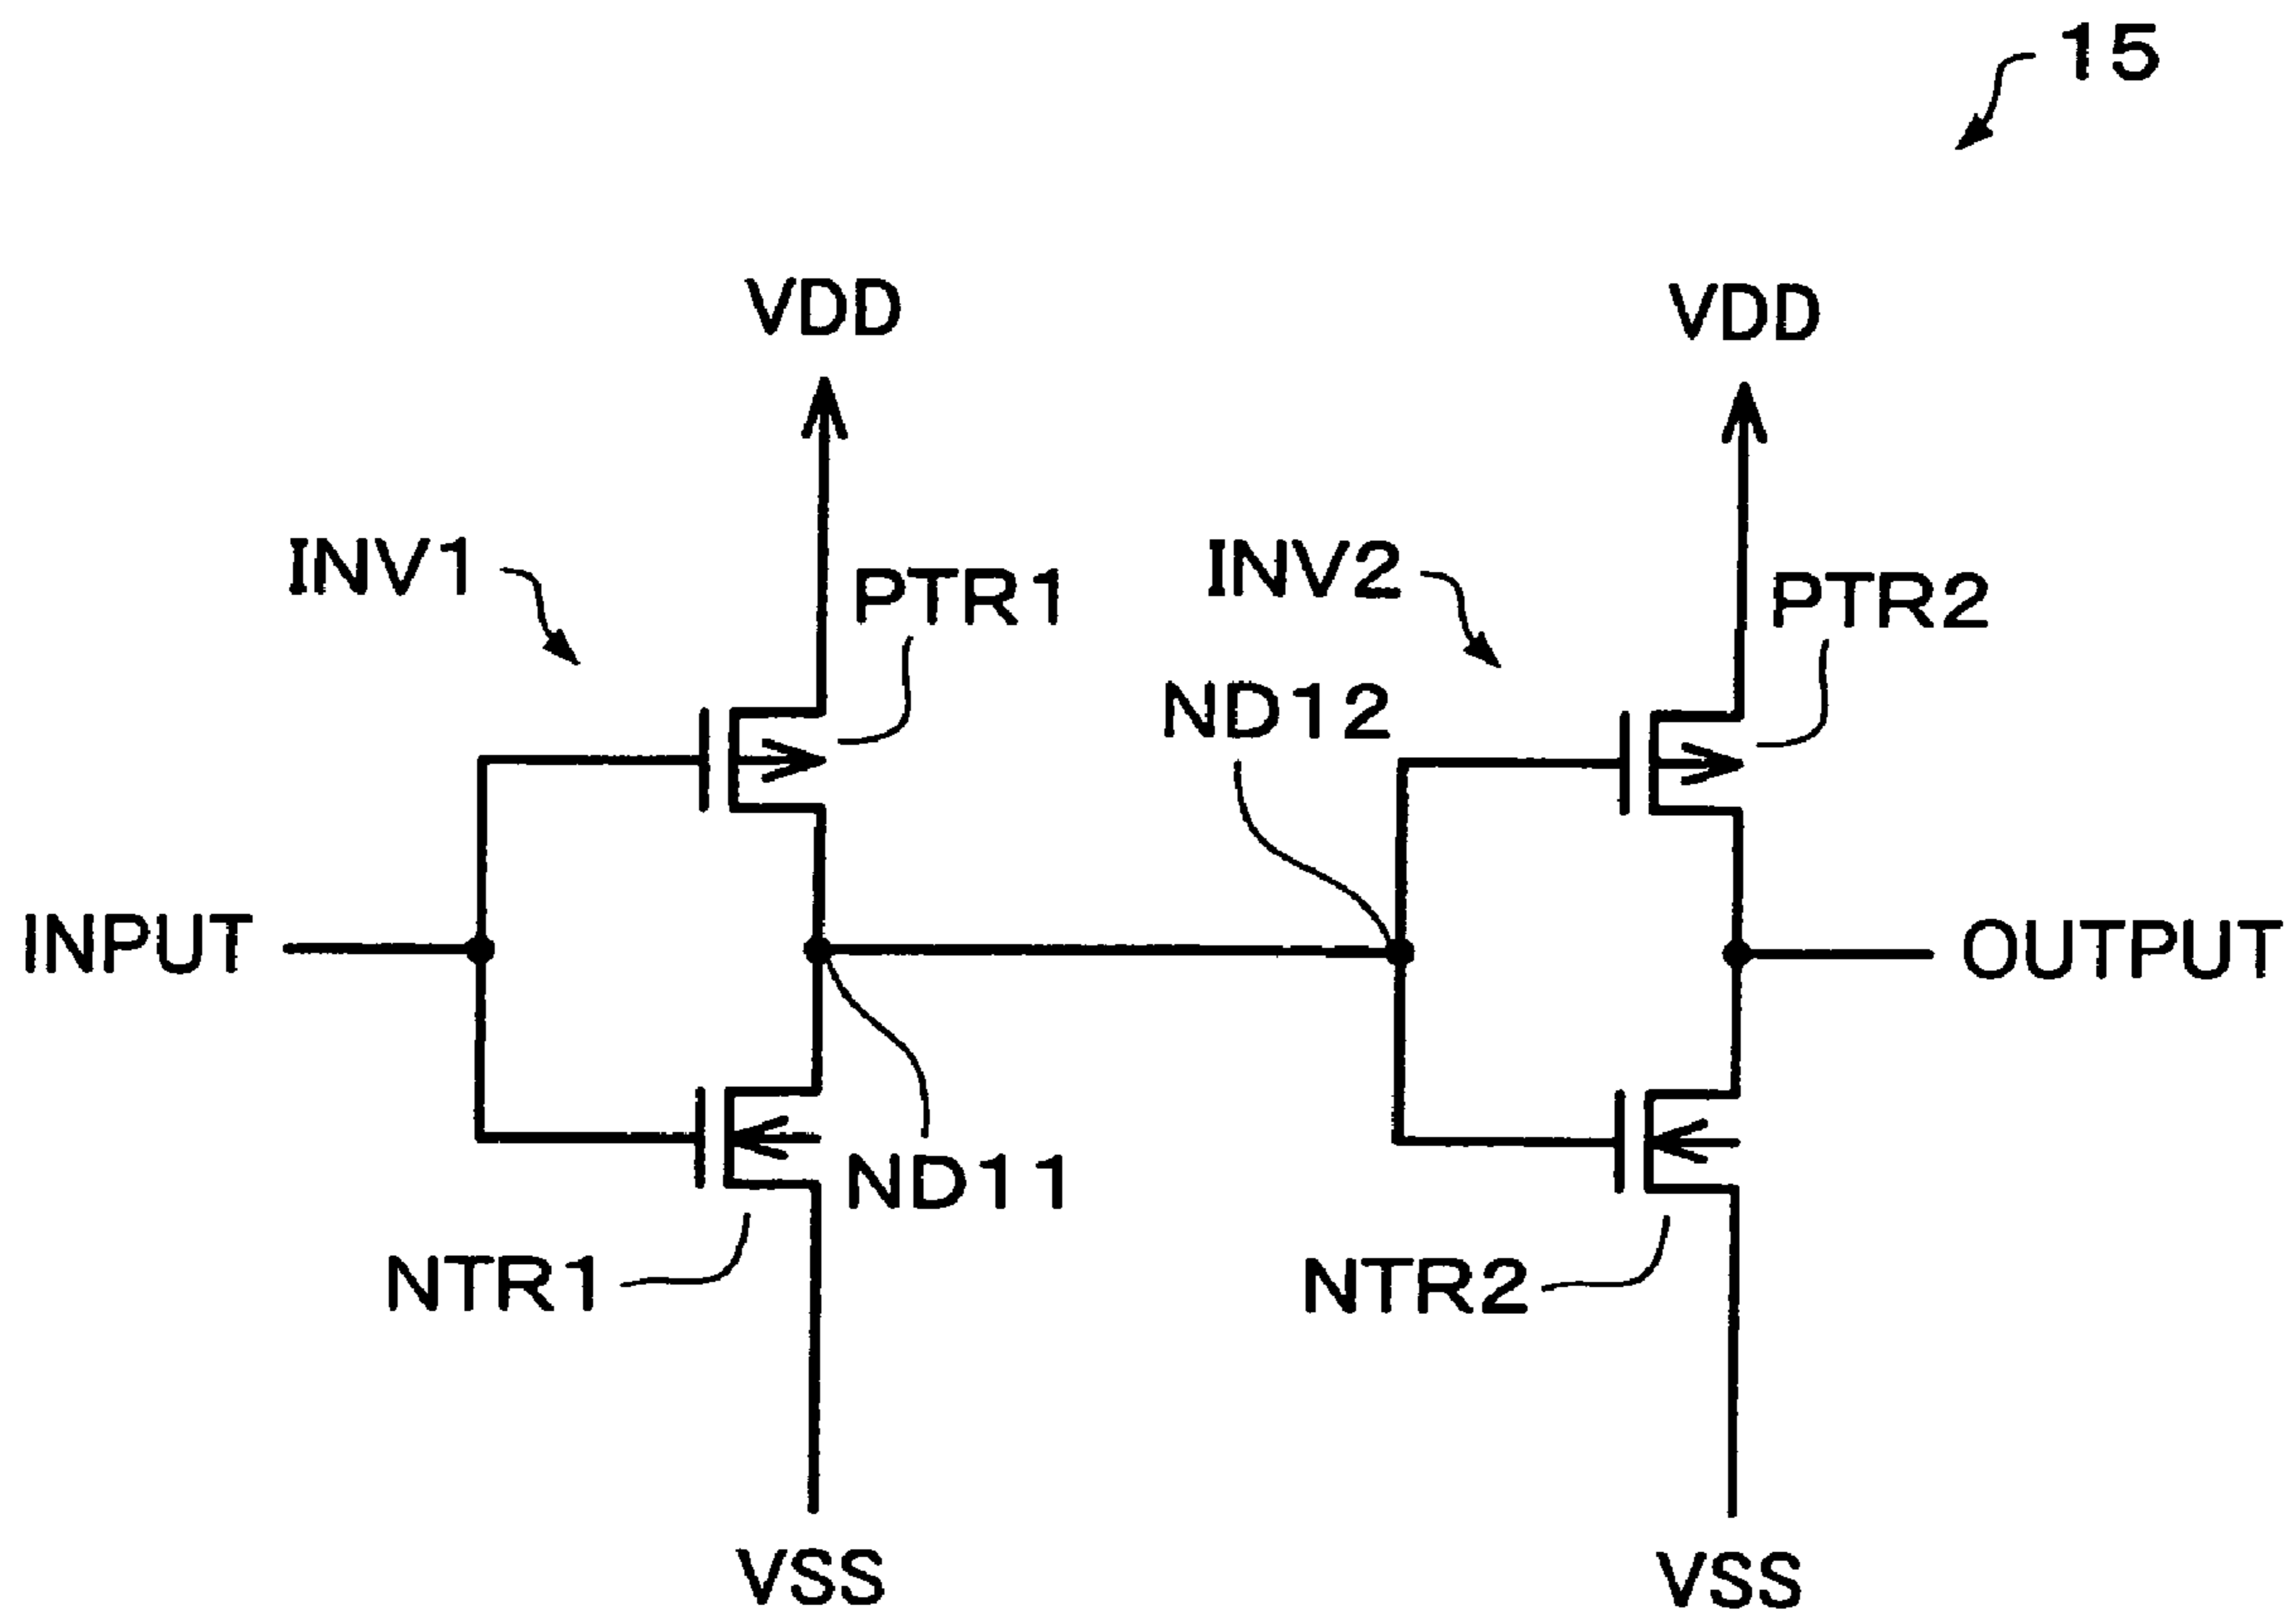 15
VDD
VDD
INV1
PTR1
INV2
PTR2
ND12
INPUT
OUTPUT
ND11
NTR1
NTR2
VSS
VSS